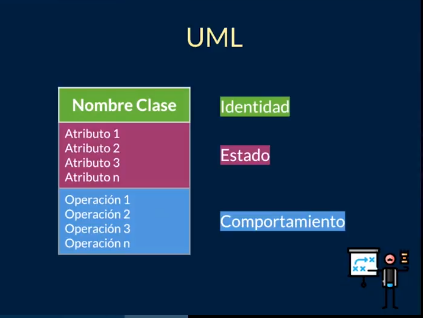 UML
Nombre Clase
Identidad
Atributo 1
Atributo 2
Atributo 3
Atributo n
Estado
Operación 1
Operación 2
Operación 3
Operación n
Comportamiento